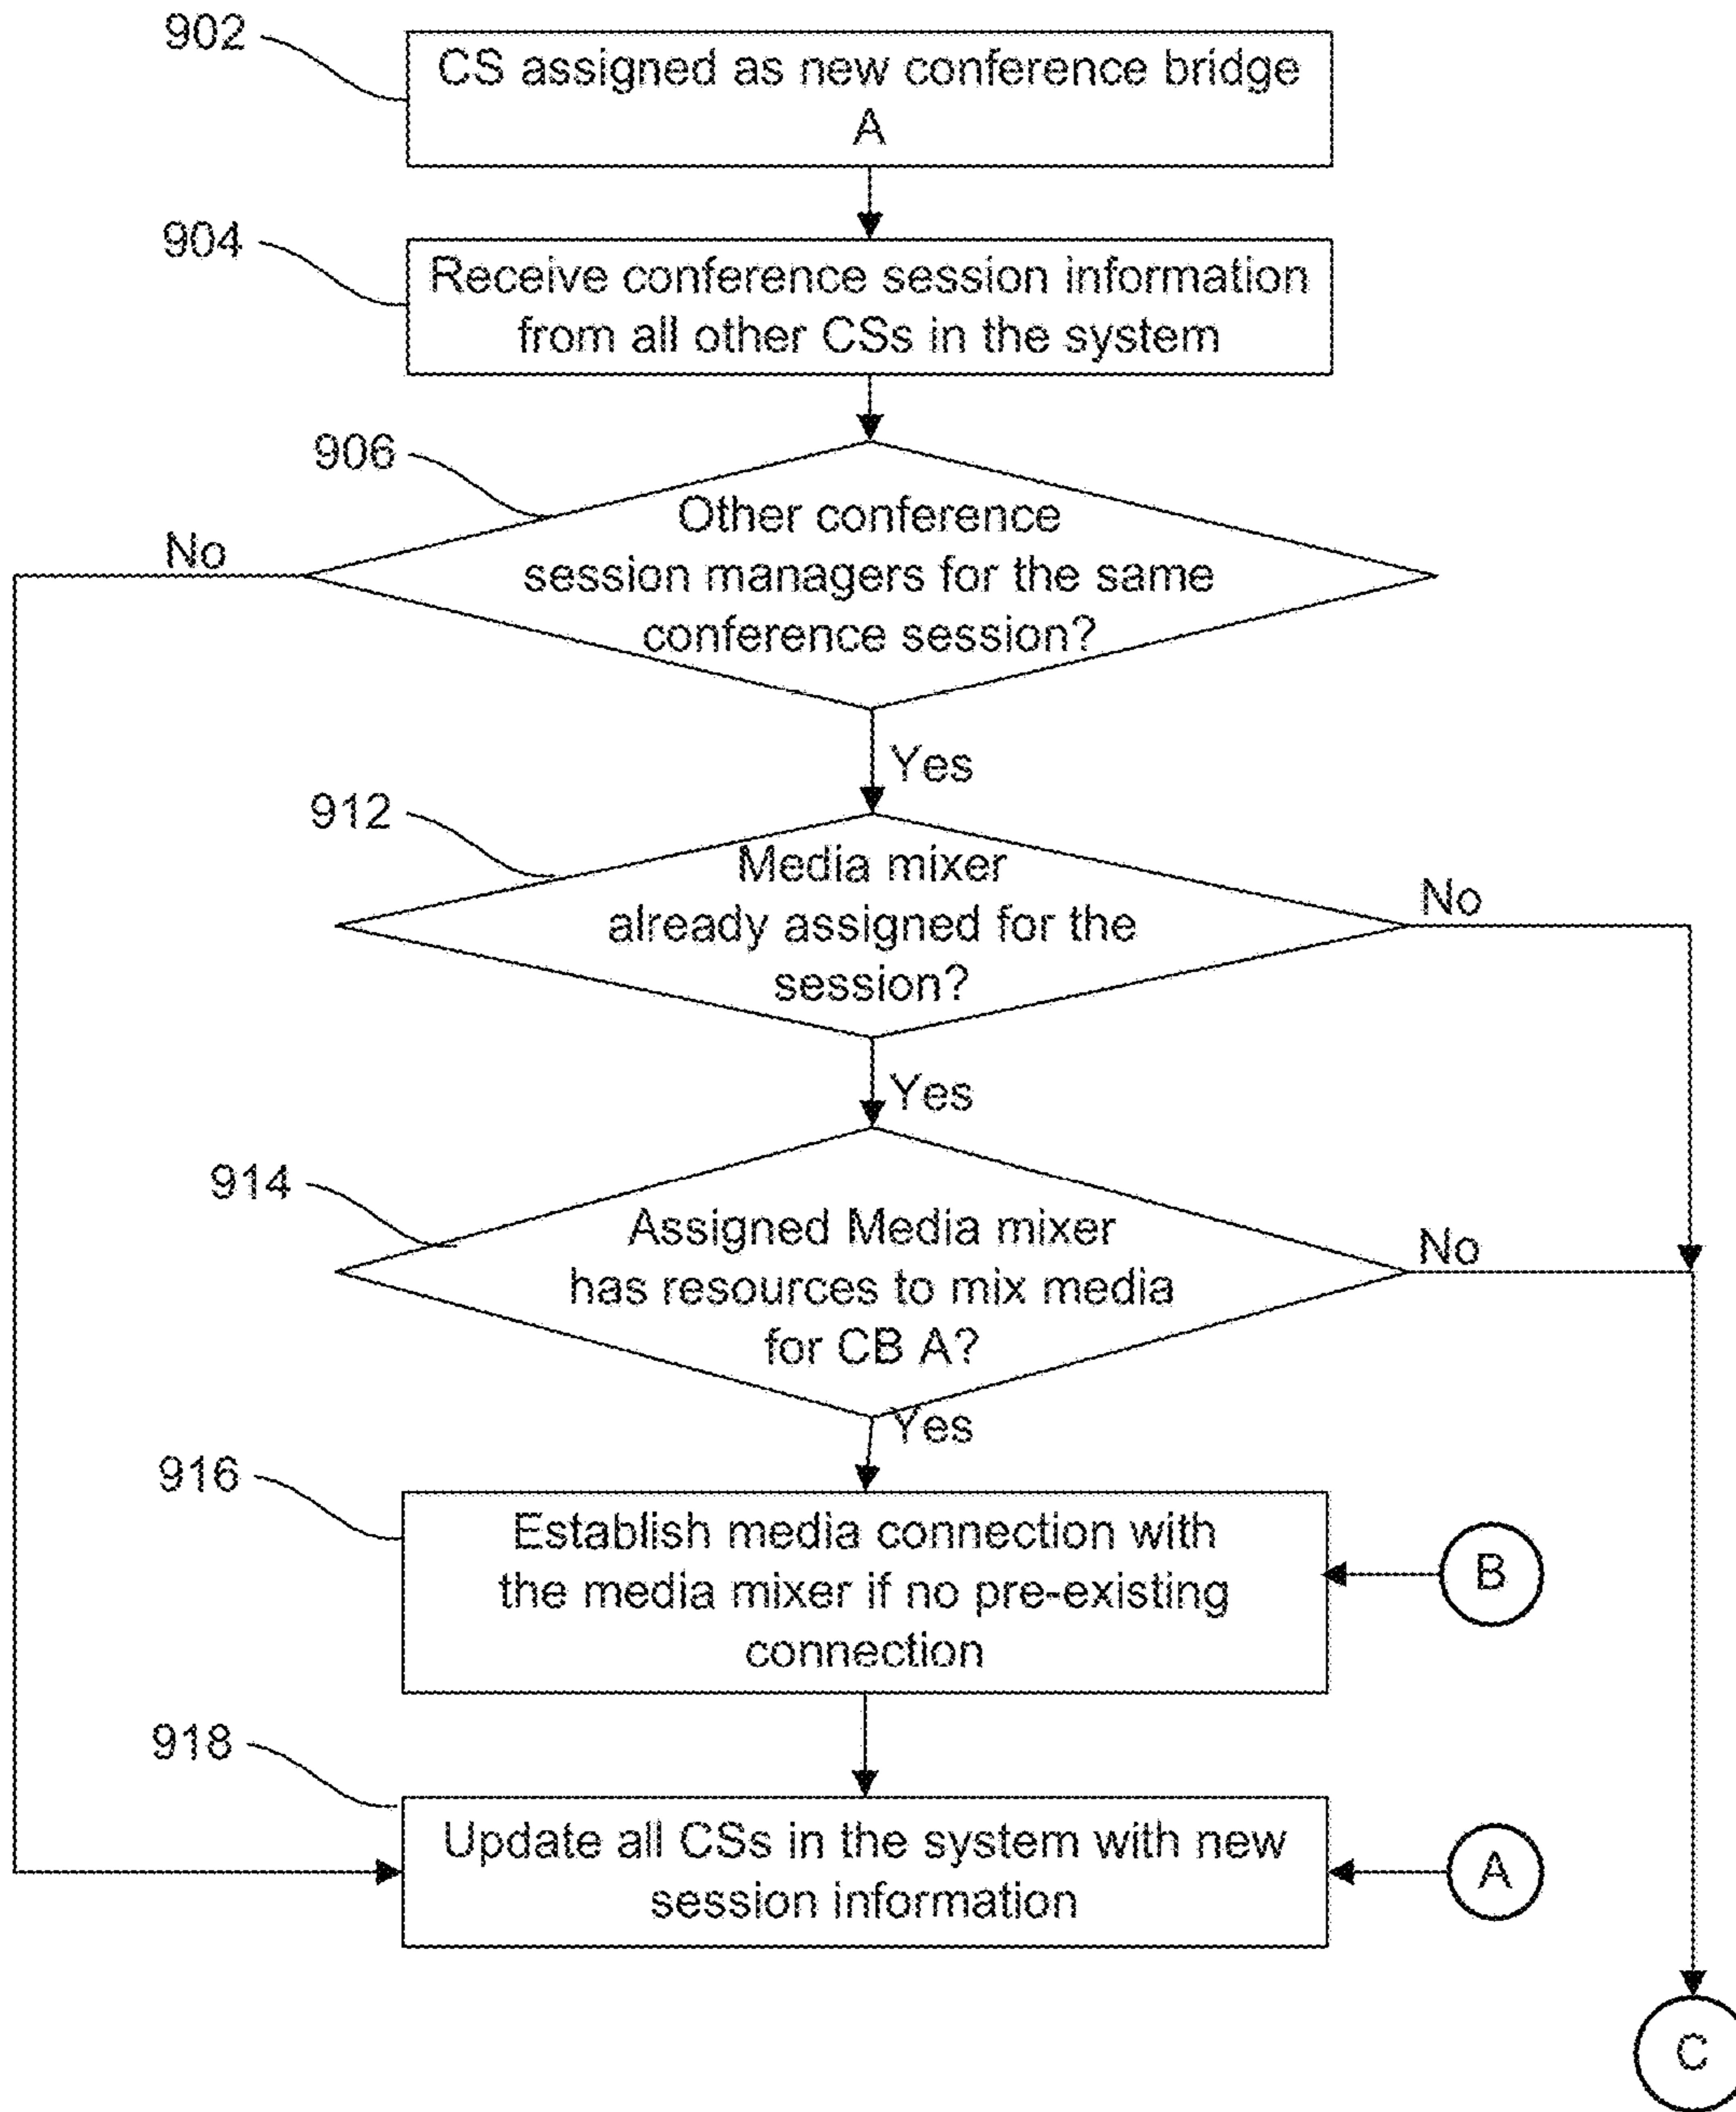 902
CS assigned as new conference bridge
A
904
Receive conference session information
from all other CSs in the system
906
No
Other conference
session managers for the same
conference session?
Yes
912
Media mixer
already assigned for the
session?
No
Yes
914
Assigned Media mixer
has resources to mix media
for CB A?
No
Yes
916
Establish media connection with
the media mixer if no pre-existing
connection
B
918
Update all CSs in the system with new
session information
A
C